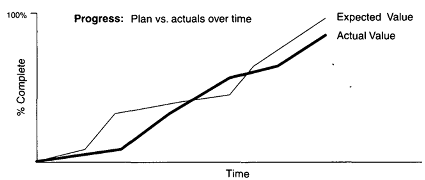 100%
Progress: Plan vs. actuals over time
Expected Value
Actual Value
% Complete
Time